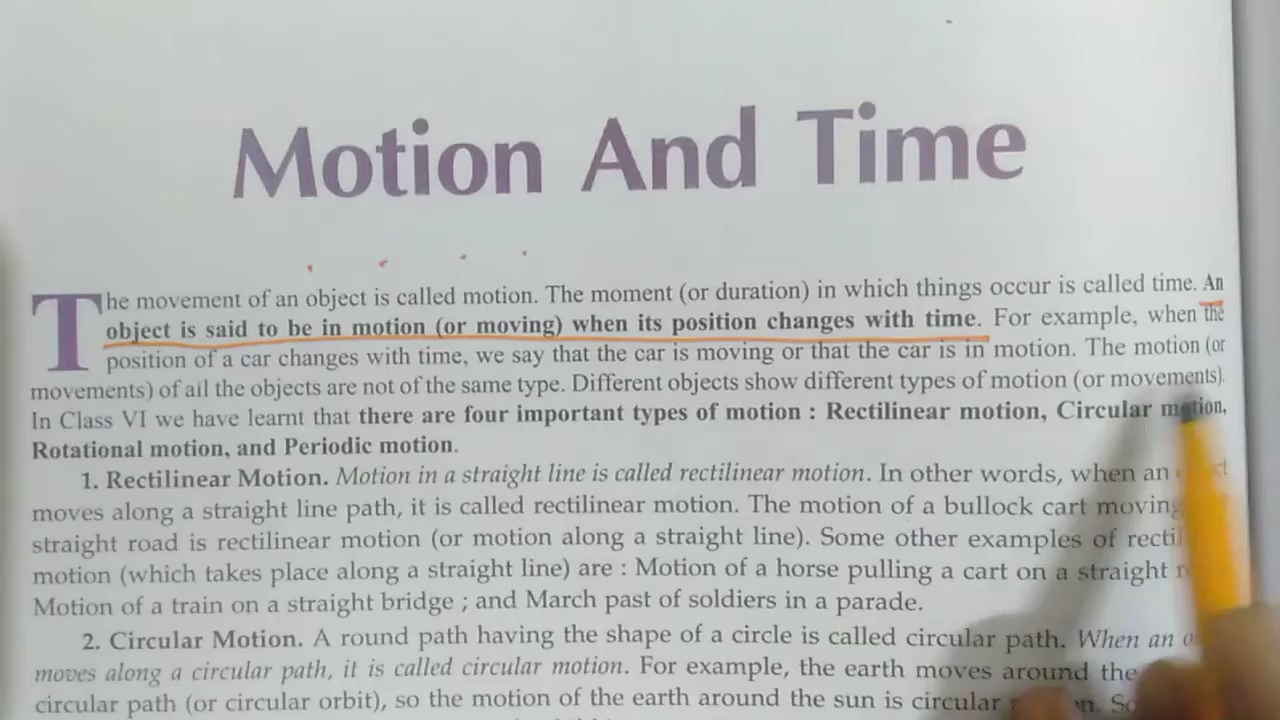 Motion And Time
The movement of an object is called motion. The moment (or duration) in which things occur is called time. An
object is said to be in motion (or moving) when its position changes with time. For example, when the
position of a car changes with time, we say that the car is moving or that the car is in motion. The motion (or
movements) of all the objects are not of the same type. Different objects show different types of motion (or movements).
In Class VI we have learnt that there are four important types of motion : Rectilinear motion, Circular motion,
Rotational motion, and Periodic motion.
1. Rectilinear Motion. Motion in a straight line is called rectilinear motion. In other words, when an
moves along a straight line path, it is called rectilinear motion. The motion of a bullock cart moving
straight road is rectilinear motion (or motion along a straight line). Some other examples of
motion (which takes place along a straight line) are : Motion of a horse pulling a cart on a straight
Motion of a train on a straight bridge ; and March past of soldiers in a parade.
2. Circular Motion. A round path having the shape of a circle is called circular path. When an
moves along a circular path, it is called circular motion. For example, the earth moves around the
circular path (or circular orbit), so the motion of the earth around the sun is circular